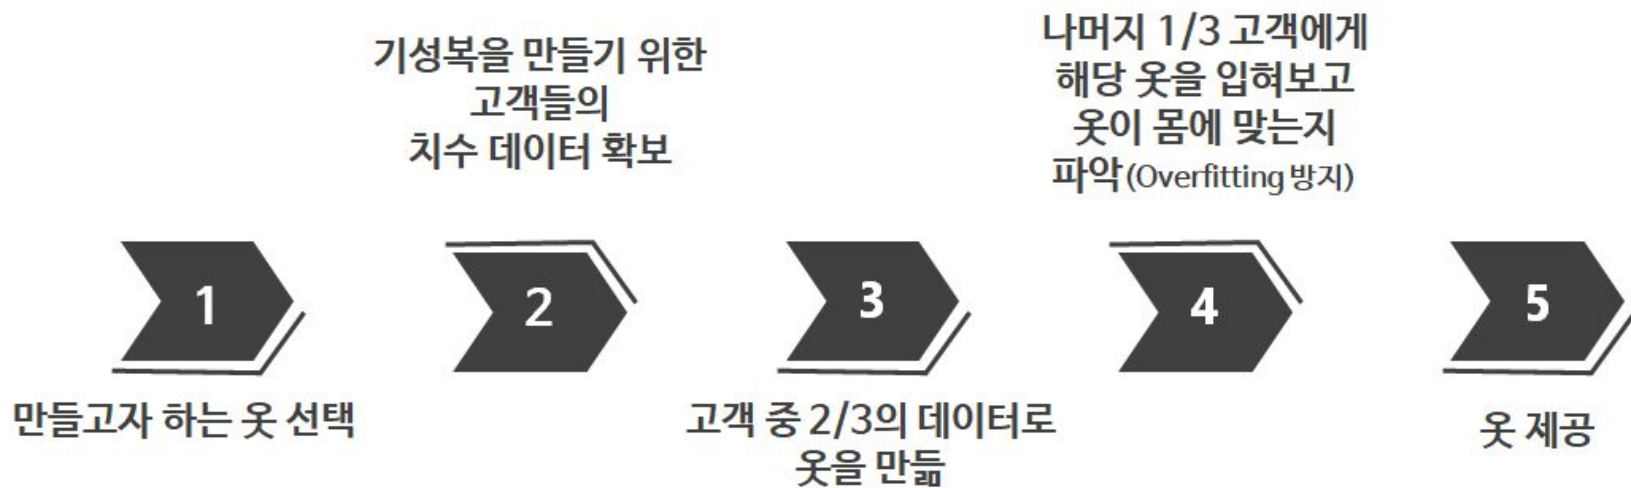 기성복을 만들기 위한
고객들의
치수 데이터 확보
나머지 1/3 고객에게
해당 옷을 입혀보고
옷이 몸에 맞는지
파악(Overfitting 방지)
1
2
3
4
5
만들고자 하는 옷 선택
고객 중 2/3의 데이터로
옷을 만듦
옷 제공